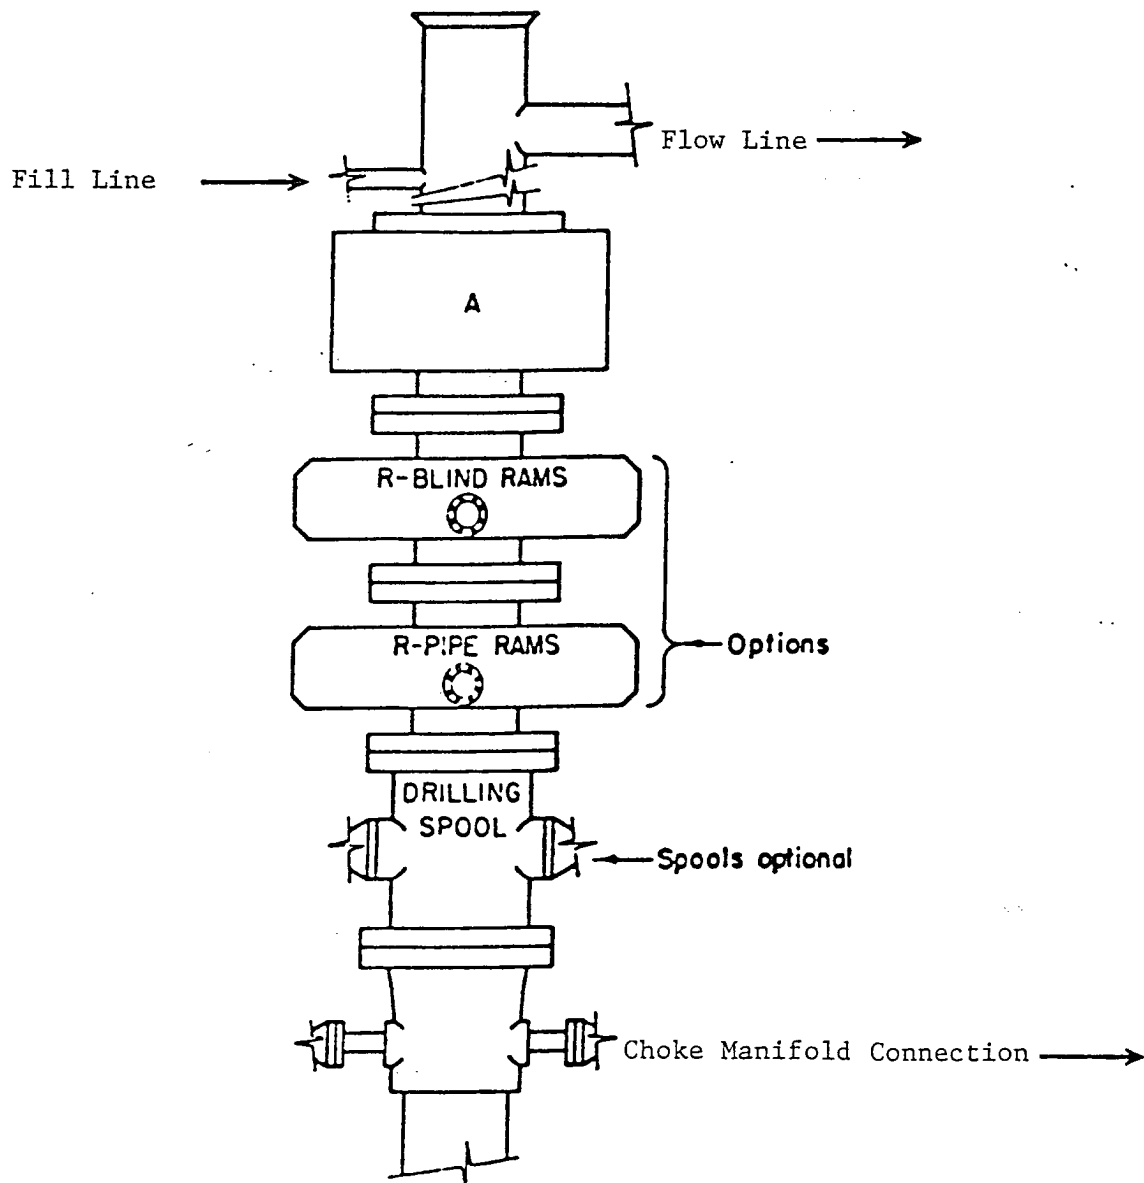 Flow Line
Fill Line
A
R-BLIND RAMS
R-PIPE RAMS
Options
DRILLING
SPOOL
Spools optional
Choke Manifold Connection